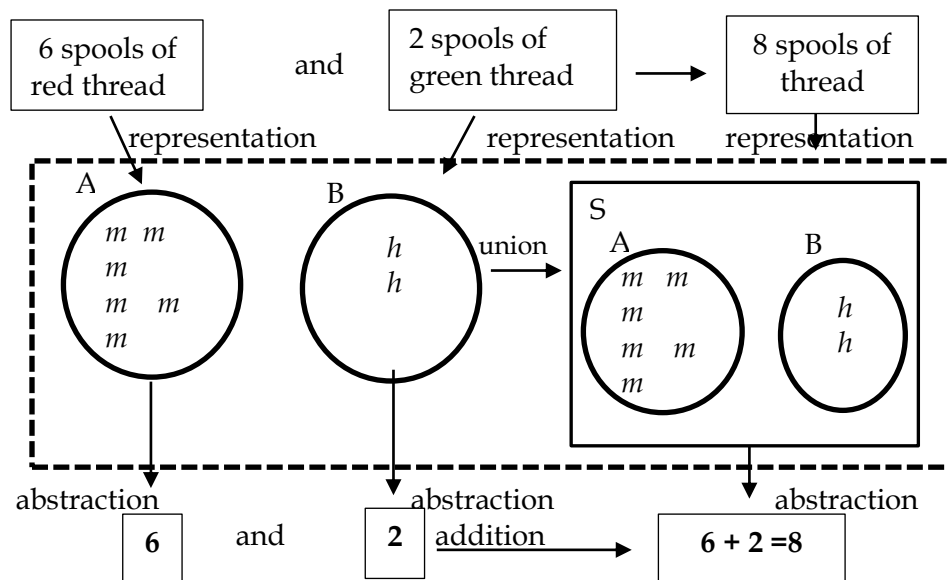 6 spools of
red thread
and
2 spools of
green thread
8 spools of
thread
representation
representation
representation
A
m m
m
m m
m
B
h
h
union
S
A
m m
m
m m
m
B
h
h
abstraction
abstraction
abstraction
6
and
2
addition
6 + 2 =8